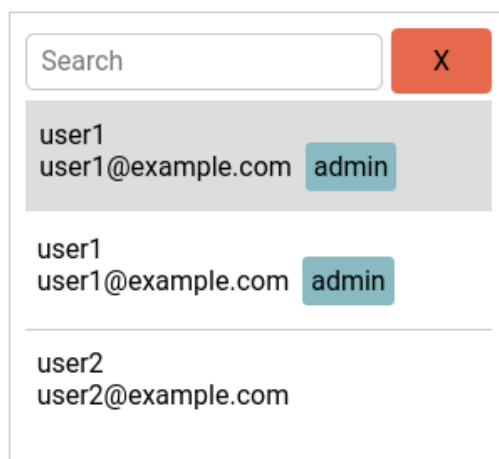 Search X
user1
user1@example.com admin
user1
user1@example.com admin
user2
user2@example.com